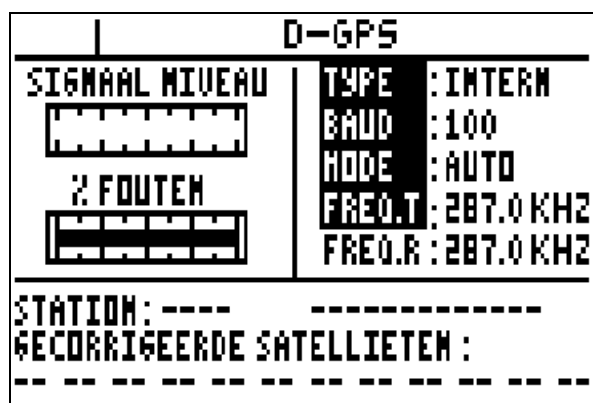 D-GPS
SIGNAAL NIVEAU
% FOUTEN
TYPE :INTERN
BAUD :100
MODE :AUTO
FREQ.T :287.0 KHZ
FREQ.R :287.0 KHZ
STATION: ---- -------------
GECORRIGEERDE SATELLIETEN :
-- -- -- -- -- -- -- -- -- -- -- --